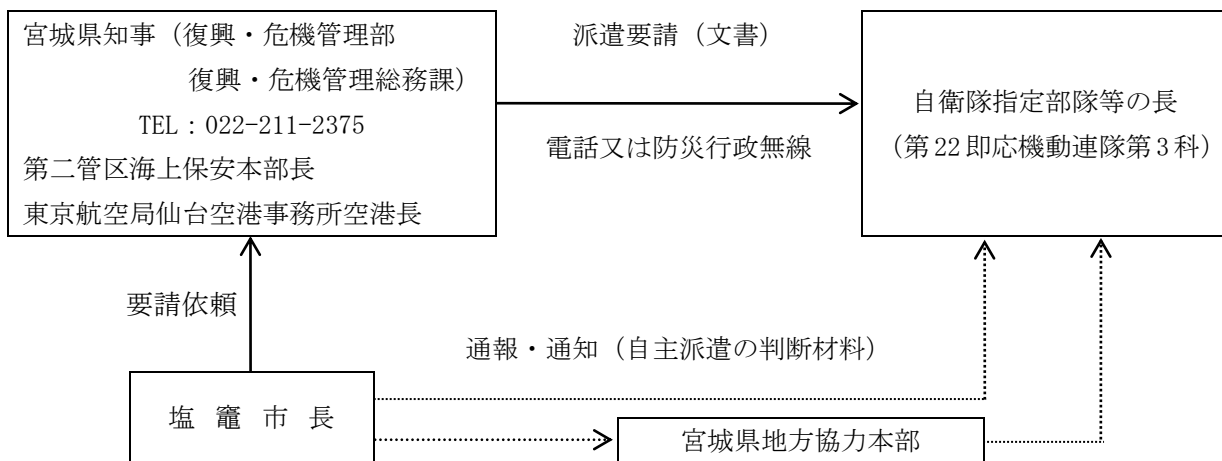 宮城県知事（復興・危機管理部
復興・危機管理総務課）
TEL：022-211-2375
第二管区海上保安本部長
東京航空局仙台空港事務所空港長
派遣要請（文書）
電話又は防災行政無線
自衛隊指定部隊等の長
（第22即応機動連隊第3科）
要請依頼
通報・通知（自主派遣の判断材料）
塩竈市長
宮城県地方協力本部